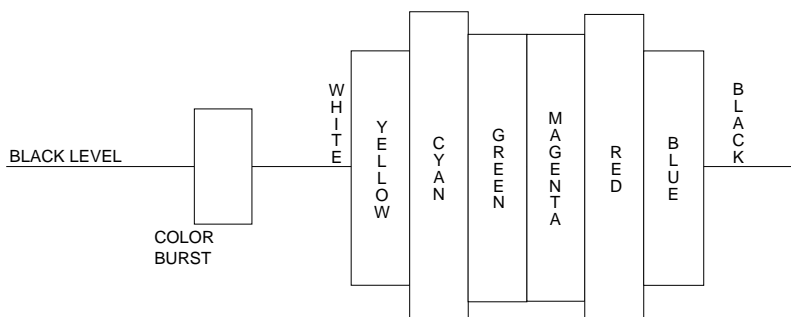 BLACK LEVEL
COLOR
BURST
WHITE
YELLOW
CYAN
GREEN
MAGENTA
RED
BLUE
BLACK